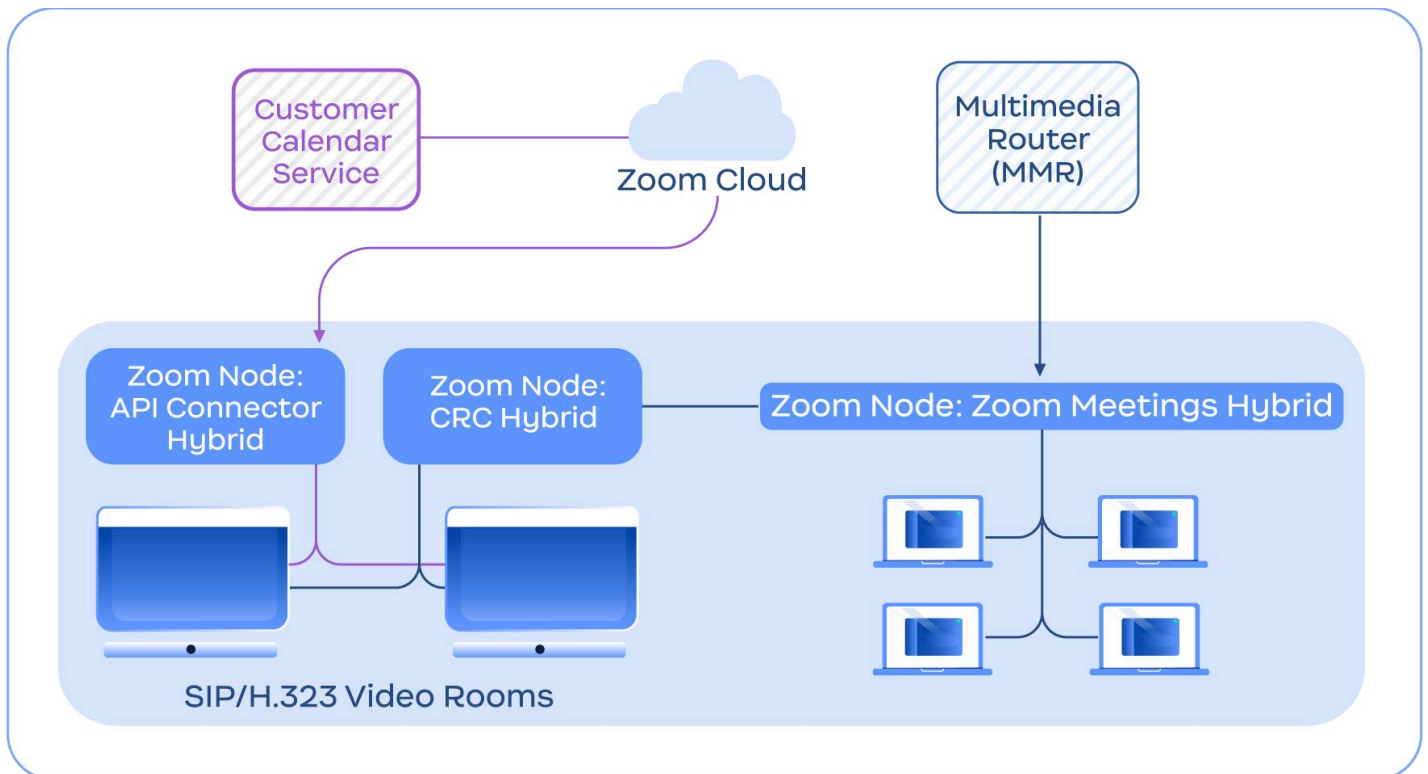 Customer
Calendar
Service
Zoom Cloud
Multimedia
Router
(MMR)
Zoom Node:
API Connector
Hybrid
Zoom Node:
CRC Hybrid
Zoom Node: Zoom Meetings Hybrid
SIP/H.323 Video Rooms